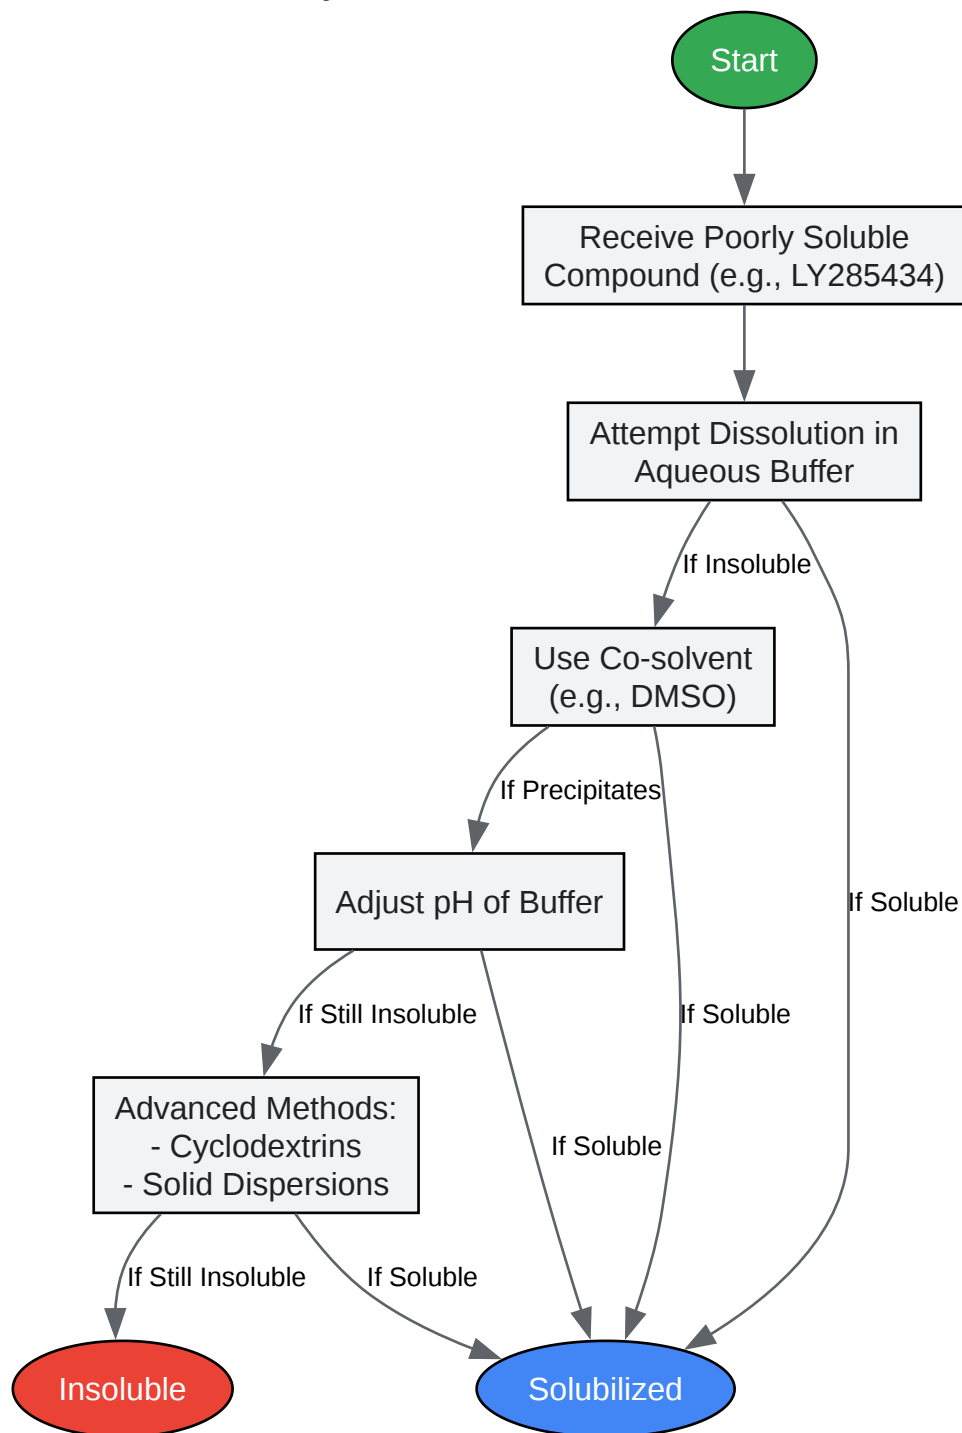 Start
Receive Poorly Soluble
Compound (e.g., LY285434)
Attempt Dissolution in
Aqueous Buffer
If Insoluble
Use Co-solvent
(e.g., DMSO)
If Precipitates
Adjust pH of Buffer
If Soluble
If Still Insoluble
If Soluble
Advanced Methods:
- Cyclodextrins
- Solid Dispersions
If Soluble
If Still Insoluble
If Soluble
Insoluble
Solubilized